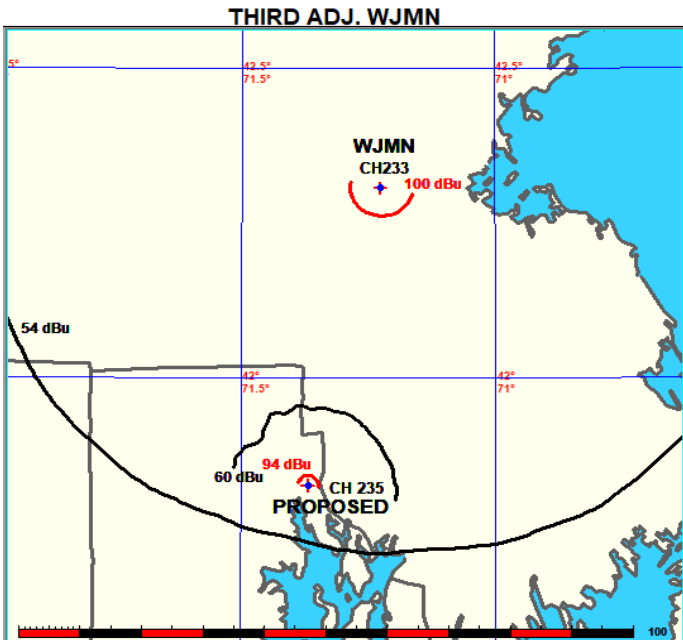 THIRD ADJ. WJMN
5°
42.5°
71.5°
42.5°
71°
WJMN
CH233
100 dBu
54 dBu
42°
71.5°
42°
71°
94 dBu
60 dBu
CH 235
PROPOSED
100